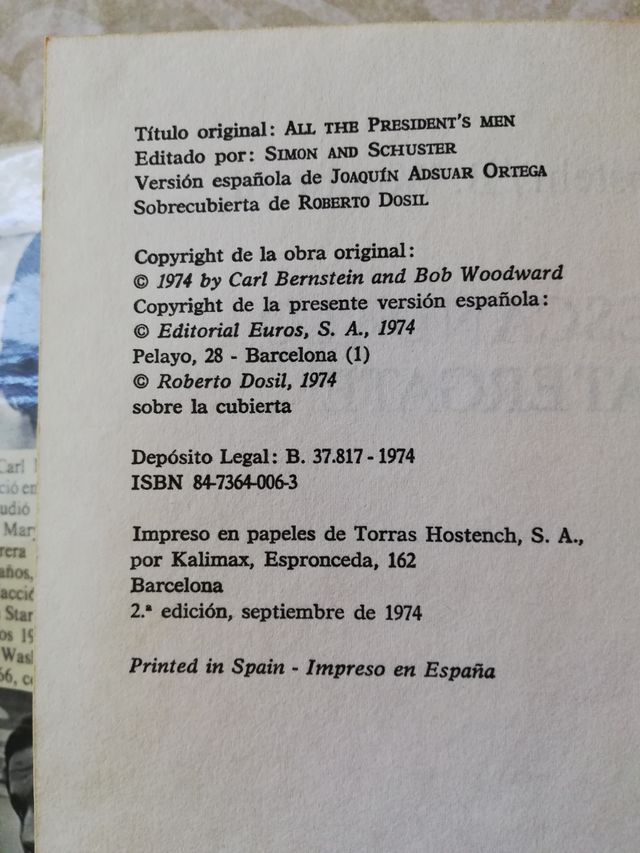 Título original: ALL THE PRESIDENT'S MEN
Editado por: SIMON AND SCHUSTER
Versión española de JOAQUÍN ADSUAR ORTEGA
Sobrecubierta de ROBERTO DOSIL
Copyright de la obra original:
© 1974 by Carl Bernstein and Bob Woodward
Copyright de la presente versión española:
© Editorial Euros, S. A., 1974
Pelayo, 28 - Barcelona (1)
© Roberto Dosil, 1974
sobre la cubierta
Depósito Legal: B. 37.817 - 1974
ISBN 84-7364-006-3
Impreso en papeles de Torras Hostench, S. A.,
por Kalimax, Espronceda, 162
Barcelona
2.ª edición, septiembre de 1974
Printed in Spain - Impreso en España
Carl
años,